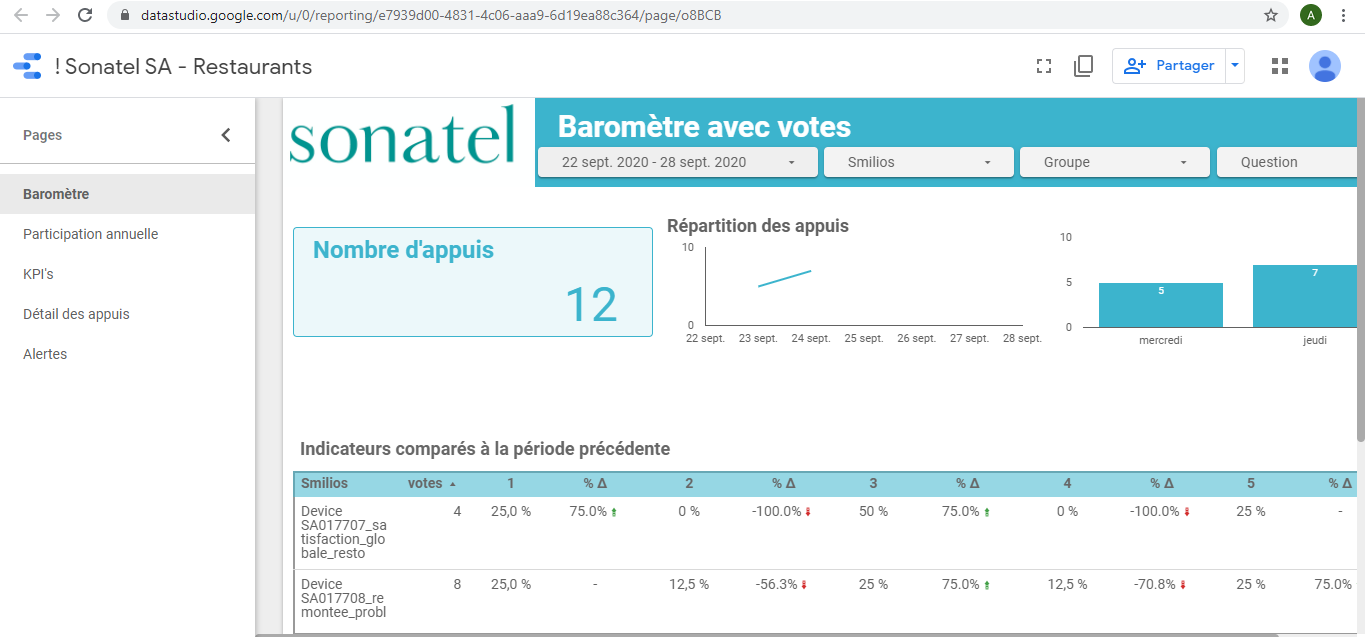 datastudio.google.com/u/0/reporting/e7939d00-4831-4c06-aaa9-6d19ea88c364/page/o8BCB
A
! Sonatel SA - Restaurants
Partager
Pages
Baromètre
Participation annuelle
KPI's
Détail des appuis
Alertes
sonatel
Baromètre avec votes
22 sept. 2020 - 28 sept. 2020
Smilios
Groupe
Question
Nombre d'appuis
12
Répartition des appuis
10
0
22 sept. 23 sept. 24 sept. 25 sept. 26 sept. 27 sept. 28 sept.
10
5
0
5
7
mercredi jeudi
Indicateurs comparés à la période précédente
Smilios votes 1 % Δ 2 % Δ 3 % Δ 4 % Δ 5 % Δ
Device 4 25,0 % 75.0% 0 % -100.0% 50 % 75.0% 0 % -100.0% 25 % -
SA017707_sa
tisfaction_glo
bale_resto
Device 8 25,0 % - 12,5 % -56.3% 25 % 75.0% 12,5 % -70.8% 25 % 75.0%
SA017708_re
montee_probl